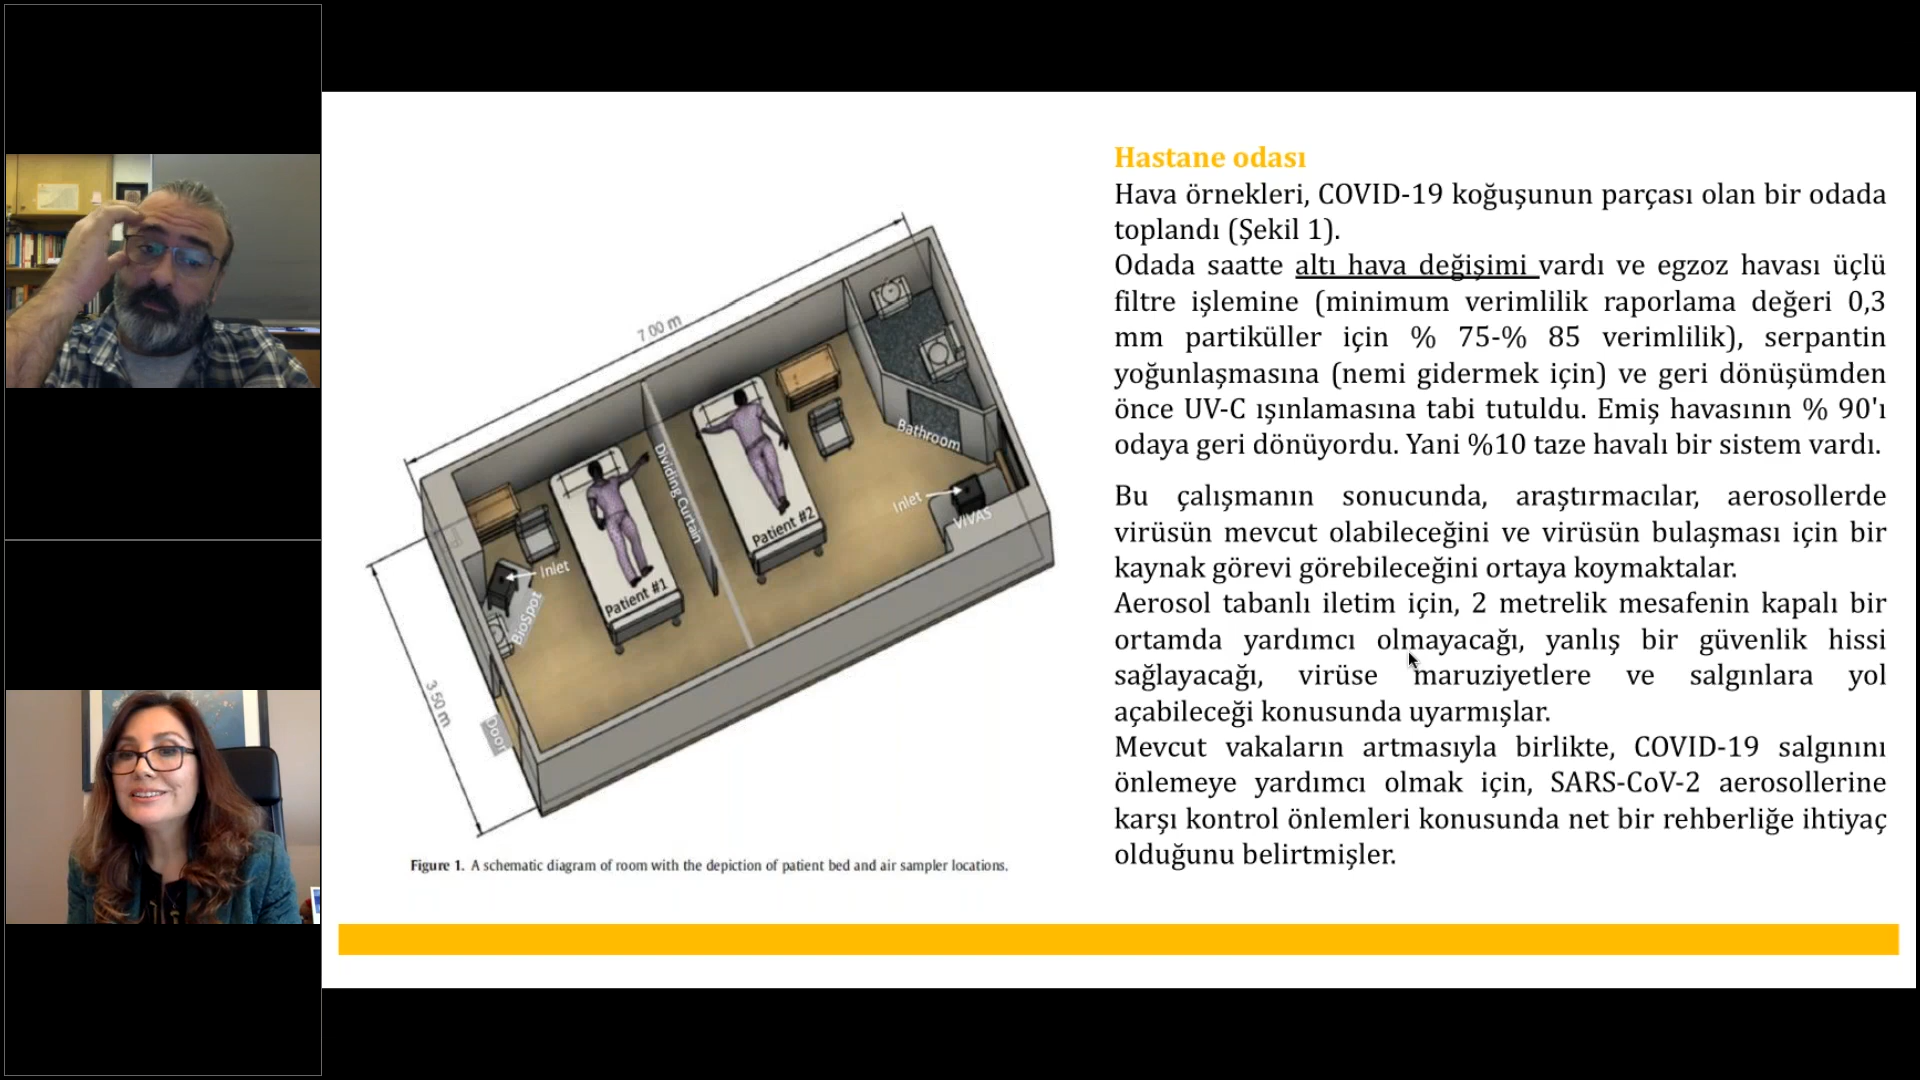 Hastane odası
Hava örnekleri, COVID-19 koğuşunun parçası olan bir odada
toplandı (Şekil 1).
Odada saatte altı hava değişimi vardı ve egzoz havası üçlü
filtre işlemine (minimum verimlilik raporlama değeri 0,3
mm partiküller için % 75-% 85 verimlilik), serpantin
yoğunlaşmasına (nemi gidermek için) ve geri dönüşümden
önce UV-C ışınlamasına tabi tutuldu. Emiş havasının % 90'ı
odaya geri dönüyordu. Yani %10 taze havalı bir sistem vardı.
Bu çalışmanın sonucunda, araştırmacılar, aerosollerde
virüsün mevcut olabileceğini ve virüsün bulaşması için bir
kaynak görevi görebileceğini ortaya koymaktalar.
Aerosol tabanlı iletim için, 2 metrelik mesafenin kapalı bir
ortamda yardımcı olmayacağı, yanlış bir güvenlik hissi
sağlayacağı, virüse maruziyetlere ve salgınlara yol
açabileceği konusunda uyarmışlar.
Mevcut vakaların artmasıyla birlikte, COVID-19 salgınını
önlemeye yardımcı olmak için, SARS-CoV-2 aerosollerine
karşı kontrol önlemleri konusunda net bir rehberliğe ihtiyaç
olduğunu belirtmişler.
7.00 m
3.50 m
Bathroom
Dividing Curtain
Inlet
VIVAS
Patient #2
Inlet
Patient #1
BioSpot
Door
Figure 1. A schematic diagram of room with the depiction of patient bed and air sampler locations.